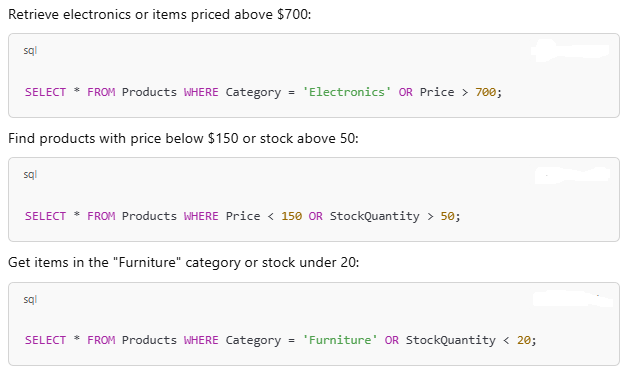 Retrieve electronics or items priced above $700:
sql
SELECT * FROM Products WHERE Category = 'Electronics' OR Price > 700;
Find products with price below $150 or stock above 50:
sql
SELECT * FROM Products WHERE Price < 150 OR StockQuantity > 50;
Get items in the "Furniture" category or stock under 20:
sql
SELECT * FROM Products WHERE Category = 'Furniture' OR StockQuantity < 20;